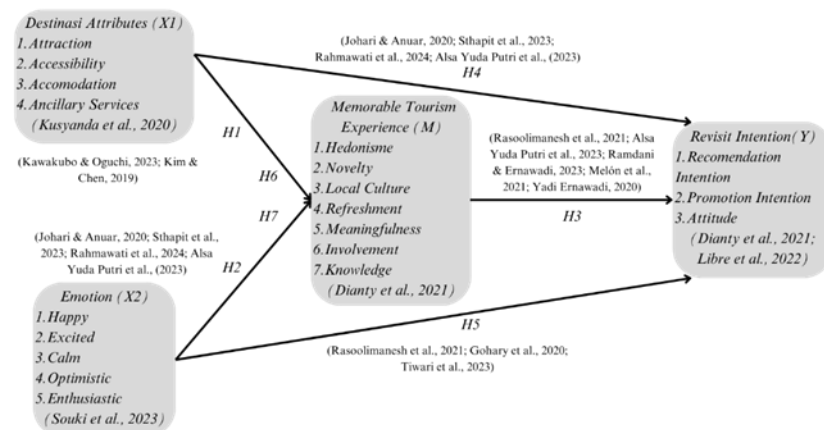 Destinasi Attributes (X1)
1. Attraction
2. Accessibility
3. Accomodation
4. Ancillary Services
(Kusyanda et al., 2020)
(Johari & Anuar, 2020; Sthapit et al., 2023;
Rahmawati et al., 2024; Alsa Yuda Putri et al., (2023)
H4
H1
(Kawakubo & Oguchi, 2023; Kim &
Chen, 2019)
H6
H7
Memorable Tourism
Experience (M)
1. Hedonisme
2. Novelty
3. Local Culture
4. Refreshment
5. Meaningfulness
6. Involvement
7. Knowledge
(Dianty et al., 2021)
(Rasoolimanesh et al., 2021; Alsa
Yuda Putri et al., 2023; Ramdani
& Ernawadi, 2023; Melón et al.,
2021; Yadi Ernawadi, 2020)
H3
Revisit Intention(Y)
1. Recomendation
Intention
2. Promotion Intention
3. Attitude
(Dianty et al., 2021;
Libre et al., 2022)
(Johari & Anuar, 2020; Sthapit et al.,
2023; Rahmawati et al., 2024; Alsa
Yuda Putri et al., (2023)
H2
Emotion (X2)
1. Happy
2. Excited
3. Calm
4. Optimistic
5. Enthusiastic
(Souki et al., 2023)
H5
(Rasoolimanesh et al., 2021; Gohary et al., 2020;
Tiwari et al., 2023)